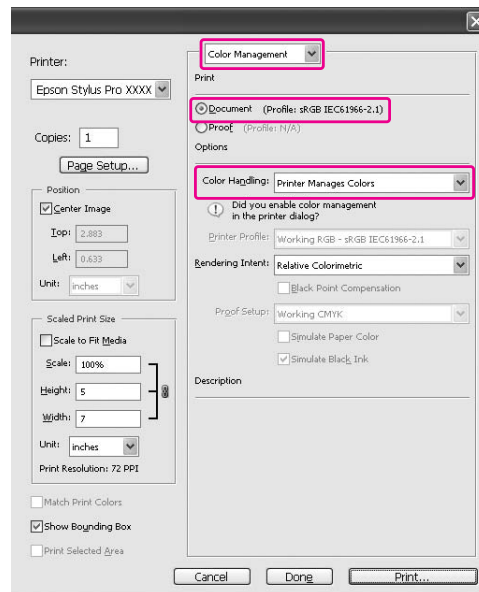 Printer:
Epson Stylus Pro XXXX
Copies: 1
Page Setup...
Position
Center Image
Top: 2.883
Left: 0.633
Unit: inches
Scaled Print Size
Scale to Fit Media
Scale: 100%
Height: 5
Width: 7
Unit: inches
Print Resolution: 72 PPI
Match Print Colors
Show Bounding Box
Print Selected Area
Color Management
Print
Document (Profile: sRGB IEC61966-2.1)
Proof (Profile: N/A)
Options
Color Handling: Printer Manages Colors
Did you enable color management
in the printer dialog?
Printer Profile: Working RGB - sRGB IEC61966-2.1
Rendering Intent: Relative Colorimetric
Black Point Compensation
Proof Setup: Working CMYK
Simulate Paper Color
Simulate Black Ink
Description
Cancel
Done
Print...